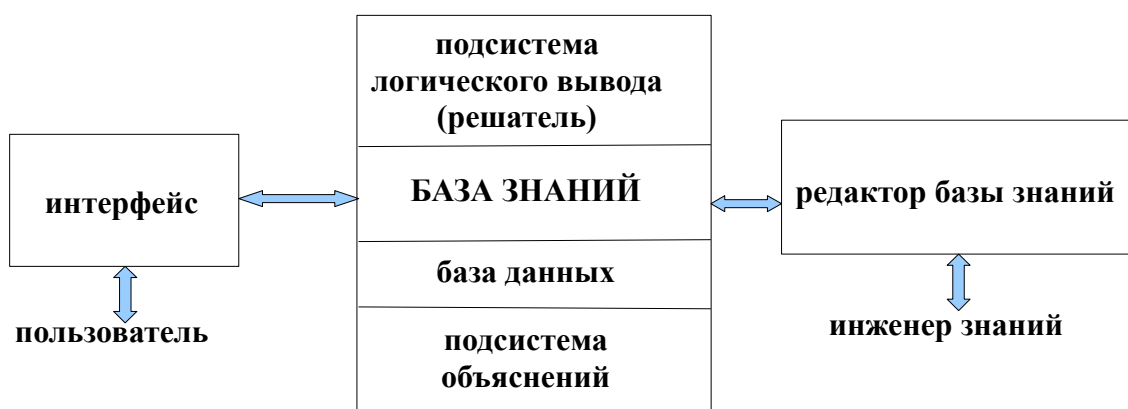 подсистема
логического вывода
(решатель)
интерфейс
БАЗА ЗНАНИЙ
редактор базы знаний
база данных
пользователь
инженер знаний
подсистема
объяснений